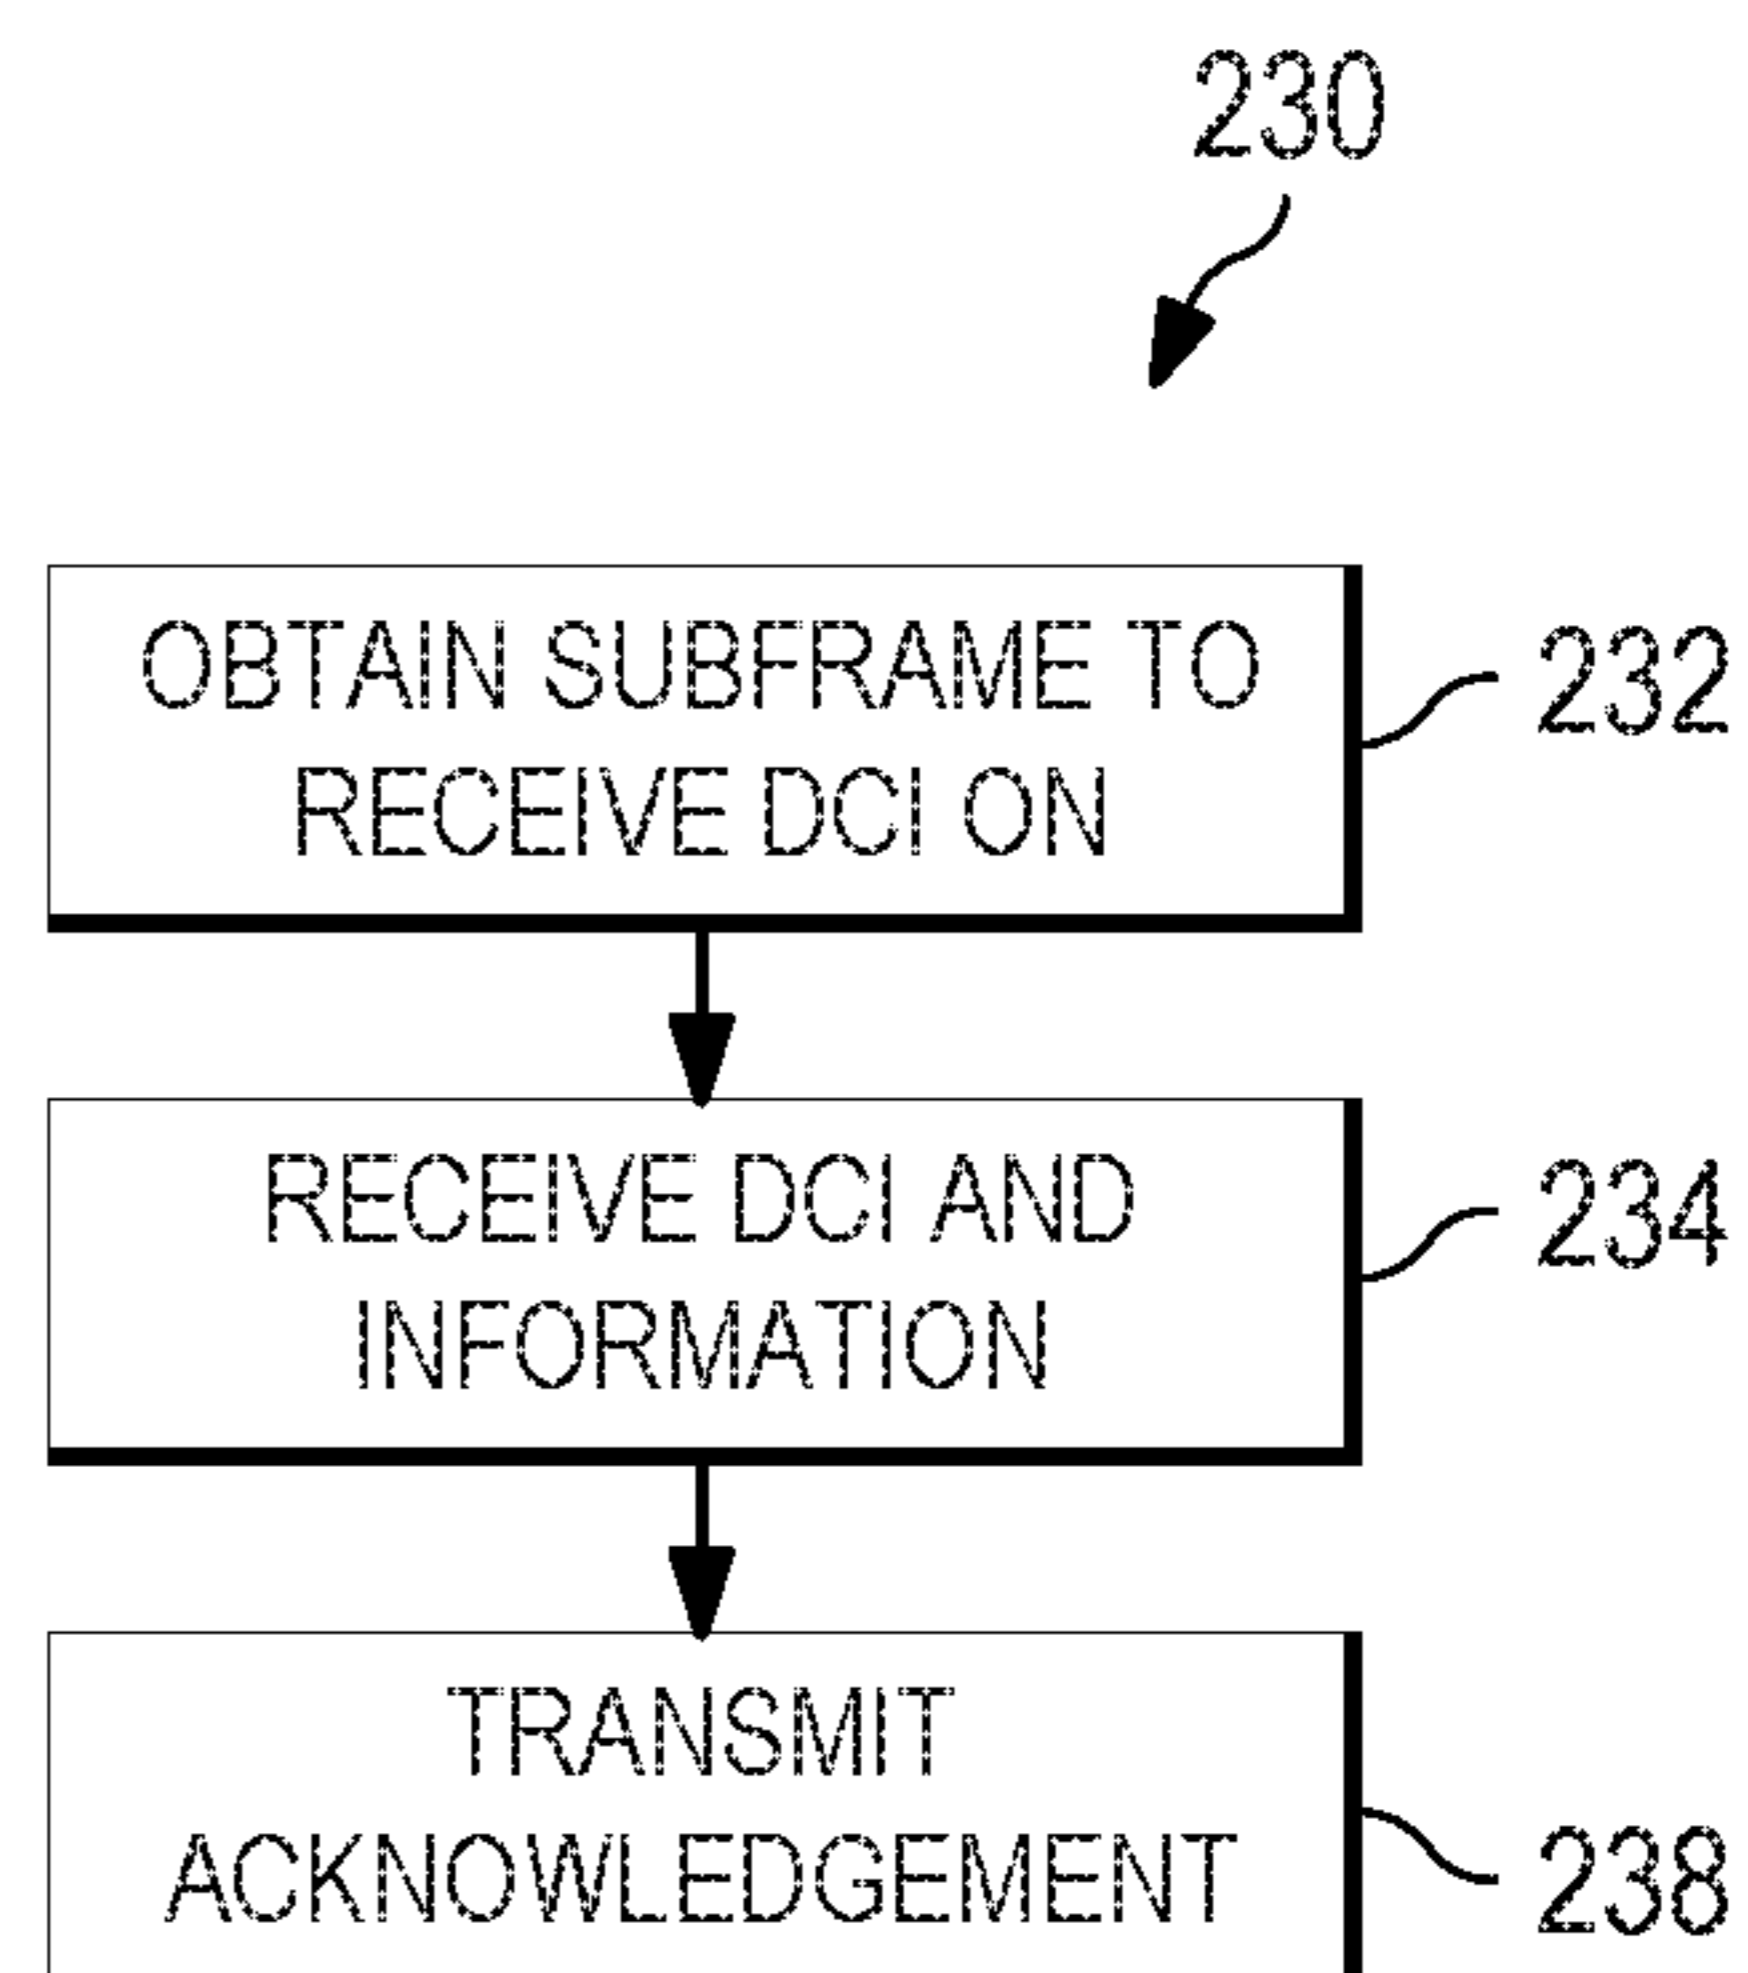 230
OBTAIN SUBFRAME TO
RECEIVE DCI ON
232
RECEIVE DCI AND
INFORMATION
234
TRANSMIT
ACKNOWLEDGEMENT
238